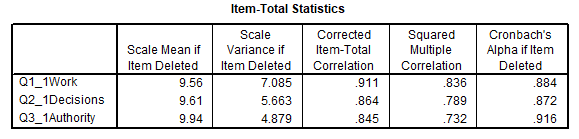 Item-Total Statistics
Scale Mean if Item Deleted Scale Variance if Item Deleted Corrected Item-Total Correlation Squared Multiple Correlation Cronbach's Alpha if Item Deleted
Q1_1Work 9.56 7.085 .911 .836 .884
Q2_1Decisions 9.61 5.663 .864 .789 .872
Q3_1Authority 9.94 4.879 .845 .732 .916